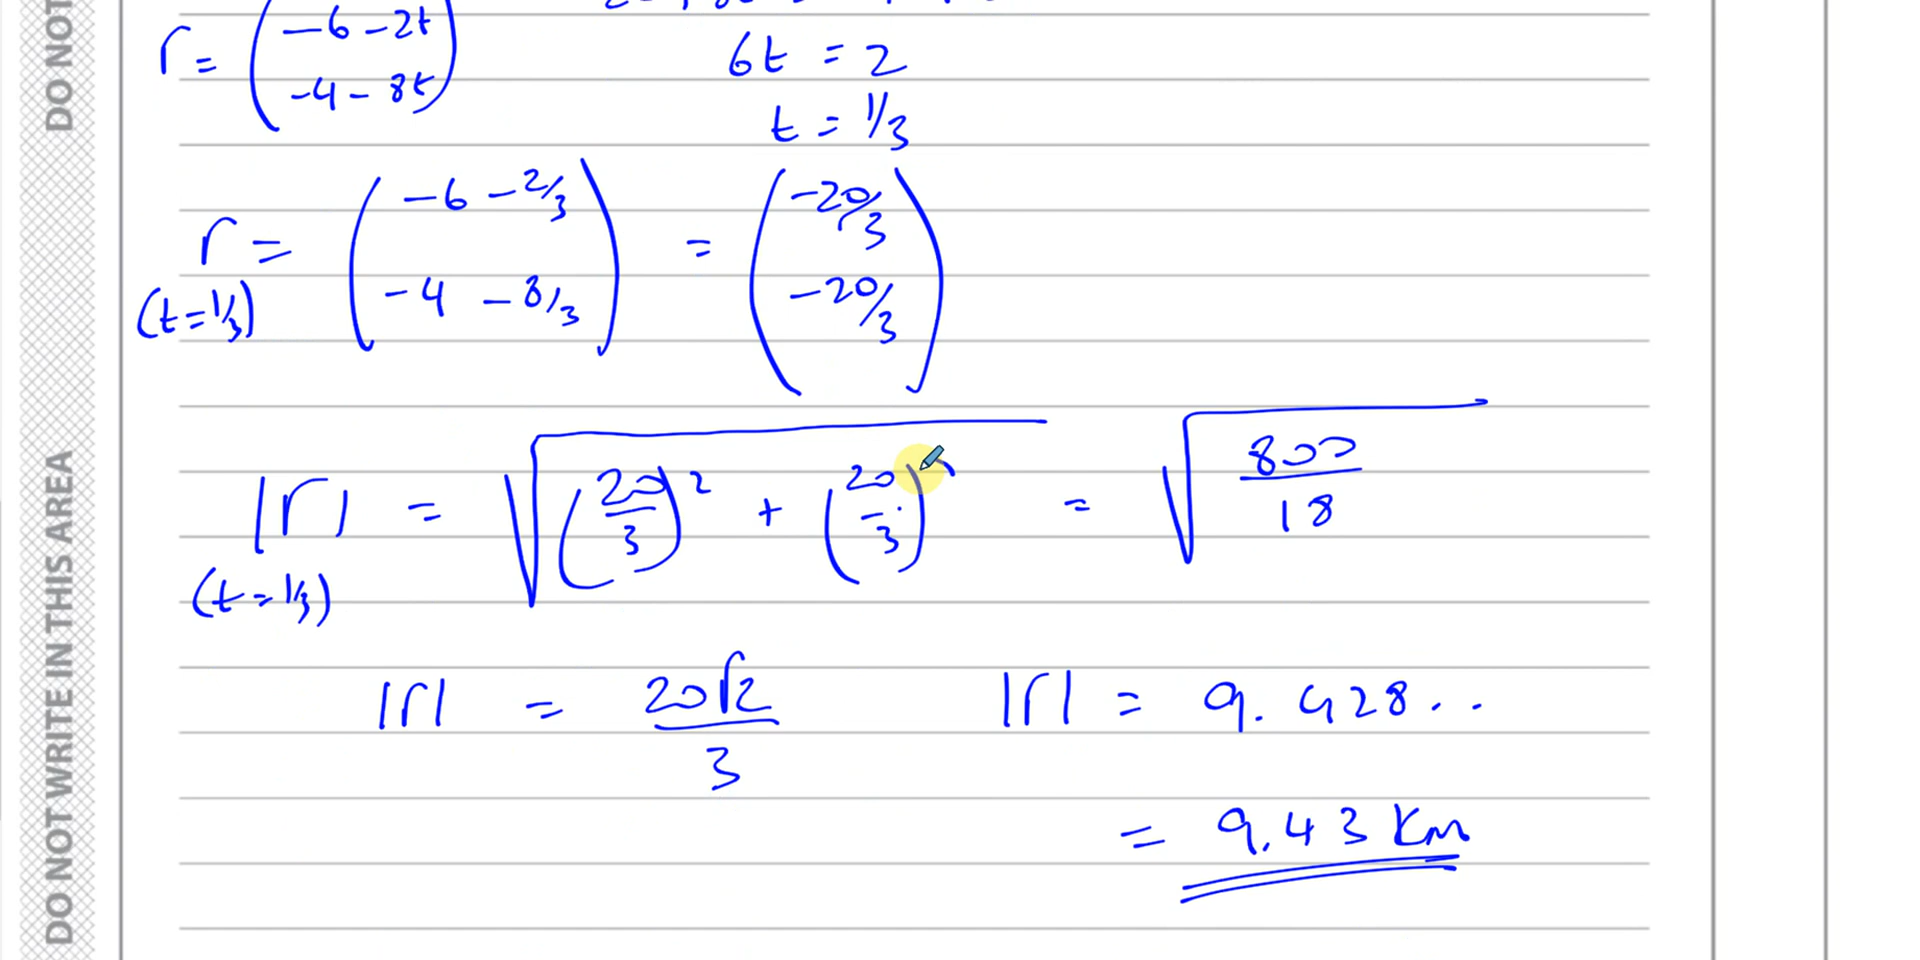 DO NOT
DO NOT WRITE IN THIS AREA
r = ( -6 - 2t
-4 - 8t )
6t = 2
t = 1/3
r = ( -6 - 2/3 ) = ( -20/3 )
(t = 1/3) ( -4 - 8/3 ) ( -20/3 )
|r| = √( (20/3)² + (20/3)² ) = √(800/18)
(t = 1/3)
|r| = 20√2/3 |r| = 9.428..
= 9.43 km